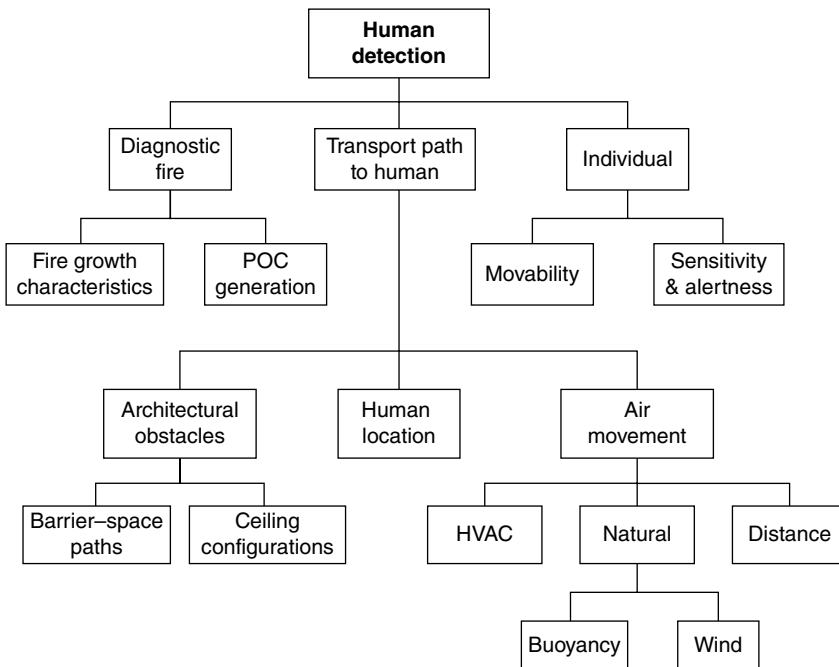 Human
detection
Diagnostic
fire
Transport path
to human
Individual
Fire growth
characteristics
POC
generation
Movability
Sensitivity
& alertness
Architectural
obstacles
Human
location
Air
movement
Barrier–space
paths
Ceiling
configurations
HVAC
Natural
Distance
Buoyancy
Wind